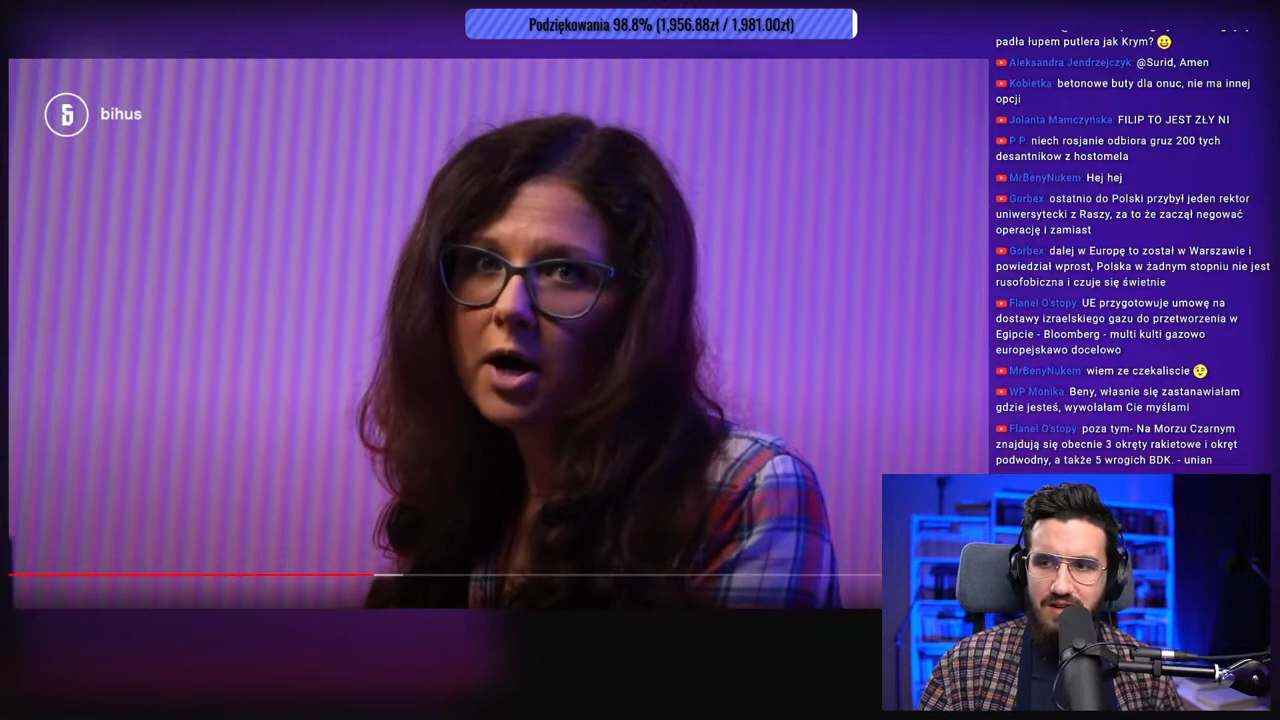 Podziękowania 98.8% (1,956.88zł / 1,981.00zł)
bihus
padła łupem putlera jak Krym?
Aleksandra Jendrzejczyk: @Surid, Amen
Kobietka: betonowe buty dla onuc, nie ma innej
opcji
Jolanta Mamczyńska: FILIP TO JEST ZŁY NI
P P: niech rosjanie odbiora gruz 200 tych
desantnikow z hostomela
MrBenyNukem: Hej hej
Gorbex: ostatnio do Polski przybył jeden rektor
uniwersytecki z Raszy, za to że zaczął negować
operację i zamiast
Gorbex: dalej w Europę to został w Warszawie i
powiedział wprost, Polska w żadnym stopniu nie jest
rusofobiczna i czuje się świetnie
Flanel O'stopy: UE przygotowuje umowę na
dostawy izraelskiego gazu do przetworzenia w
Egipcie - Bloomberg - multi kulti gazowo
europejskawo docelowo
MrBenyNukem: wiem ze czekaliscie
WP Monika: Beny, własnie się zastanawiałam
gdzie jesteś, wywołałam Cie myślami
Flanel O'stopy: poza tym- Na Morzu Czarnym
znajdują się obecnie 3 okręty rakietowe i okręt
podwodny, a także 5 wrogich BDK. - unian